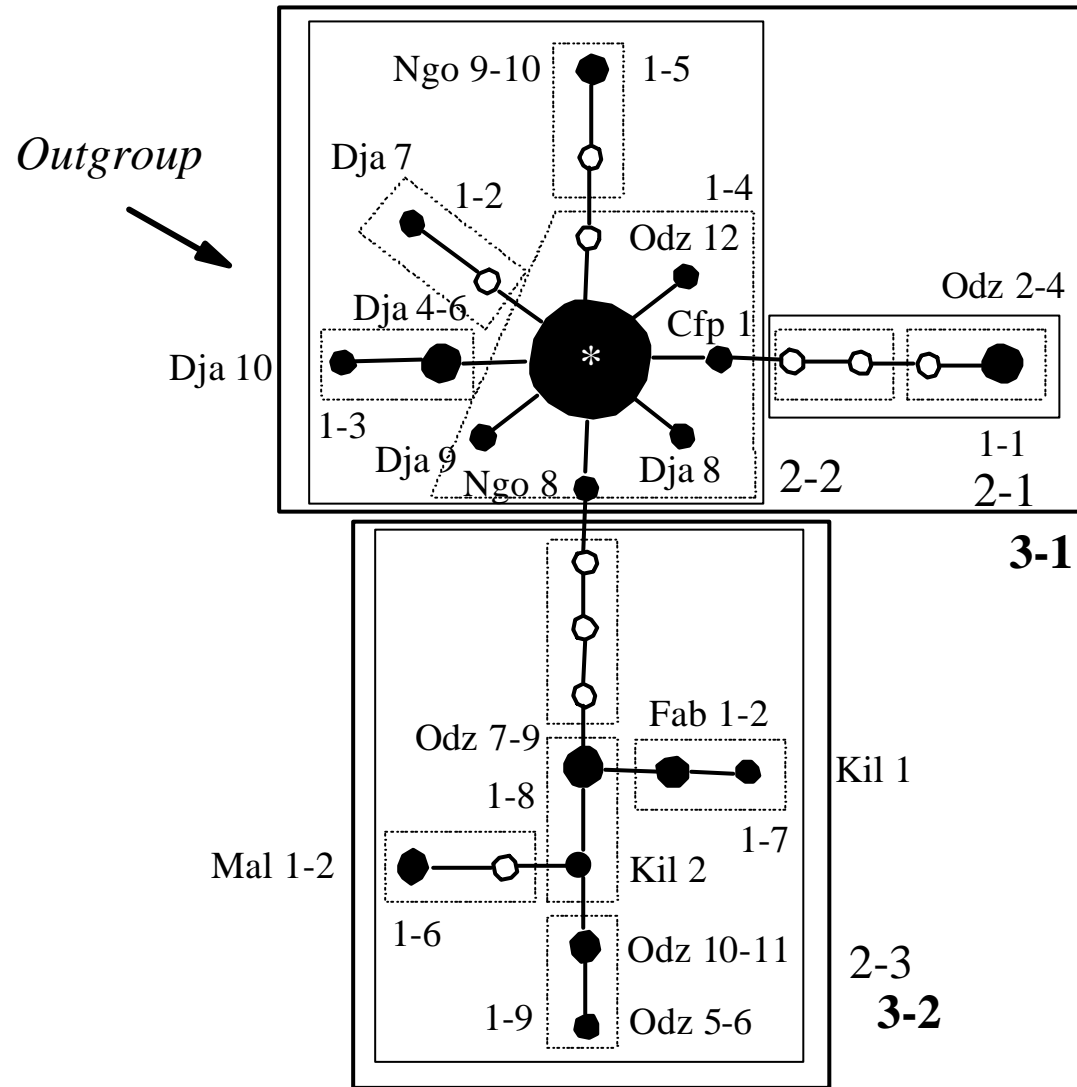 Ngo 9-10
1-5
Outgroup
Dja 7
1-2
1-4
Odz 12
Odz 2-4
Dja 4-6
Cfp 1
*
Dja 10
1-3
Dja 9
Dja 8
1-1
Ngo 8
2-2
2-1
3-1
Odz 7-9
Fab 1-2
Kil 1
1-8
1-7
Mal 1-2
Kil 2
1-6
Odz 10-11
2-3
3-2
1-9
Odz 5-6